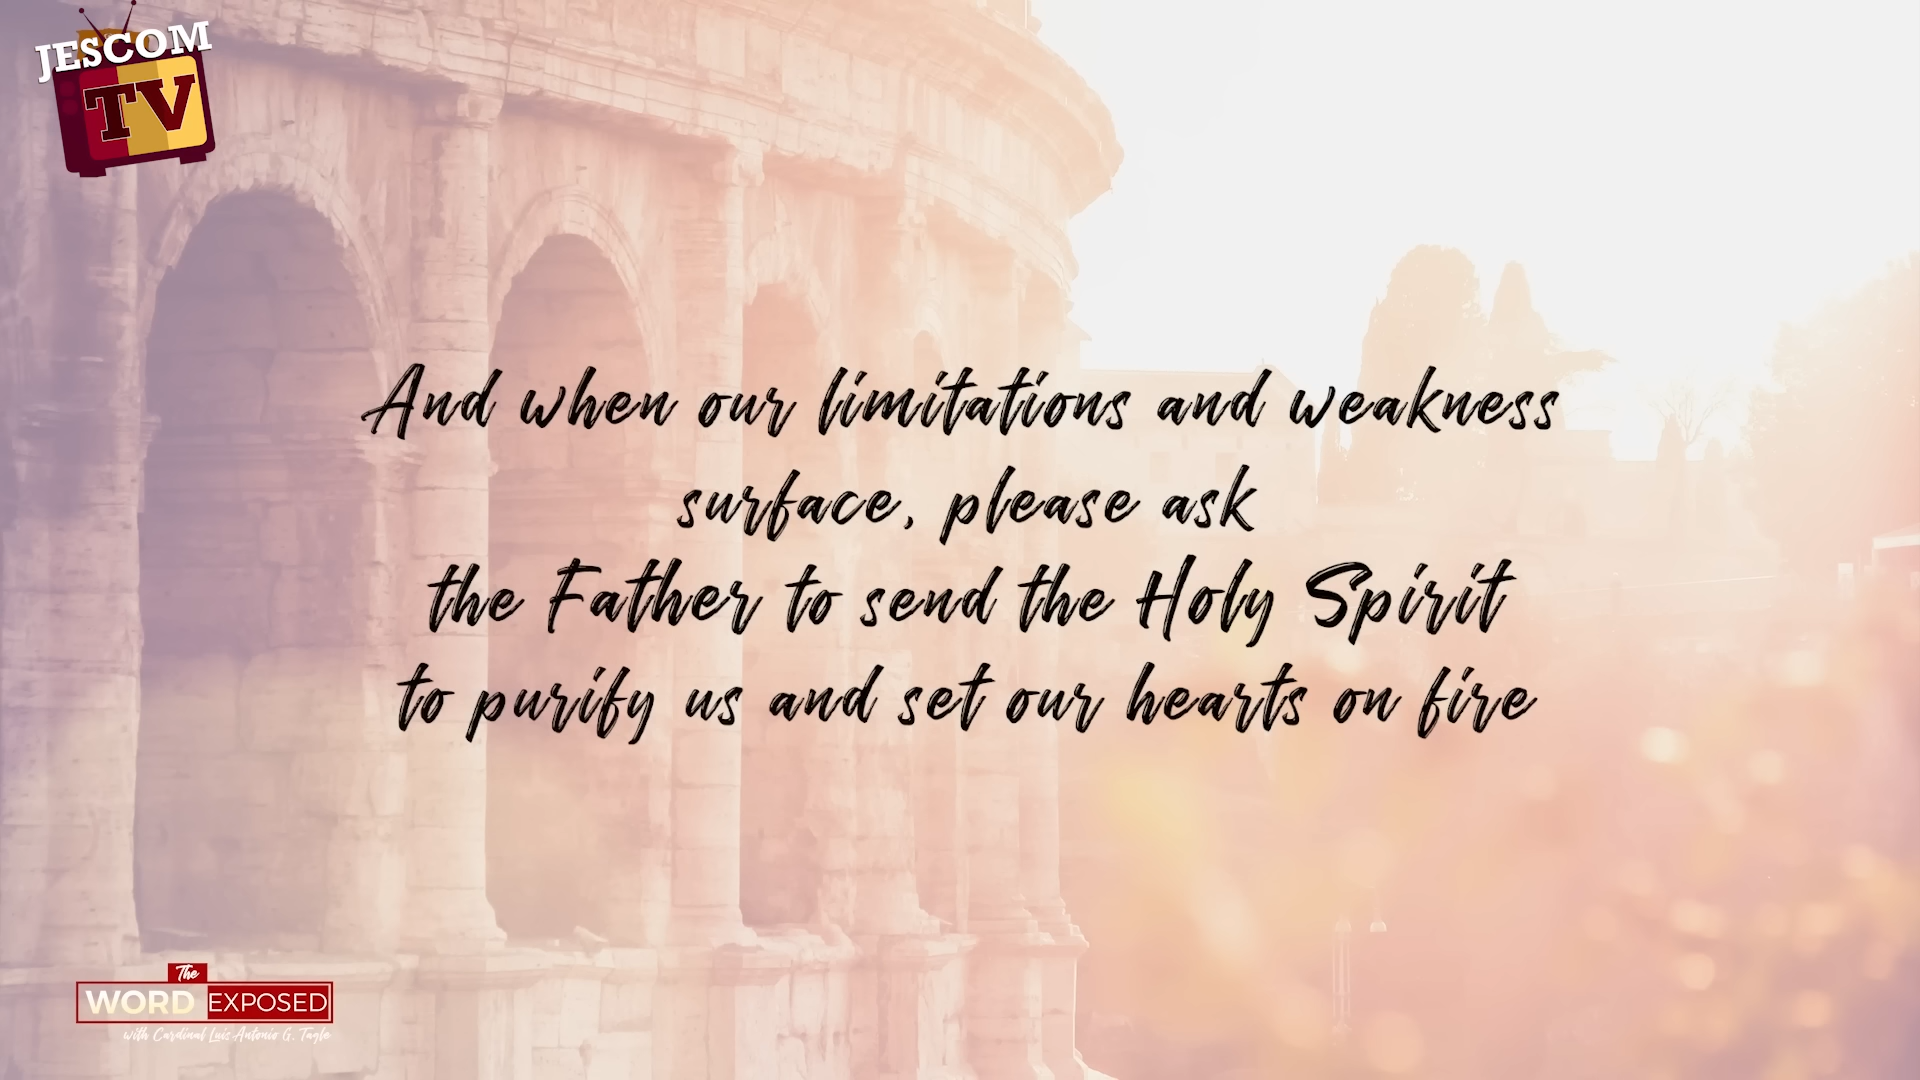 JESCOM
TV
And when our limitations and weakness
surface, please ask
the Father to send the Holy Spirit
to purify us and set our hearts on fire
The
WORD EXPOSED
with Cardinal Luis Antonio G. Tagle